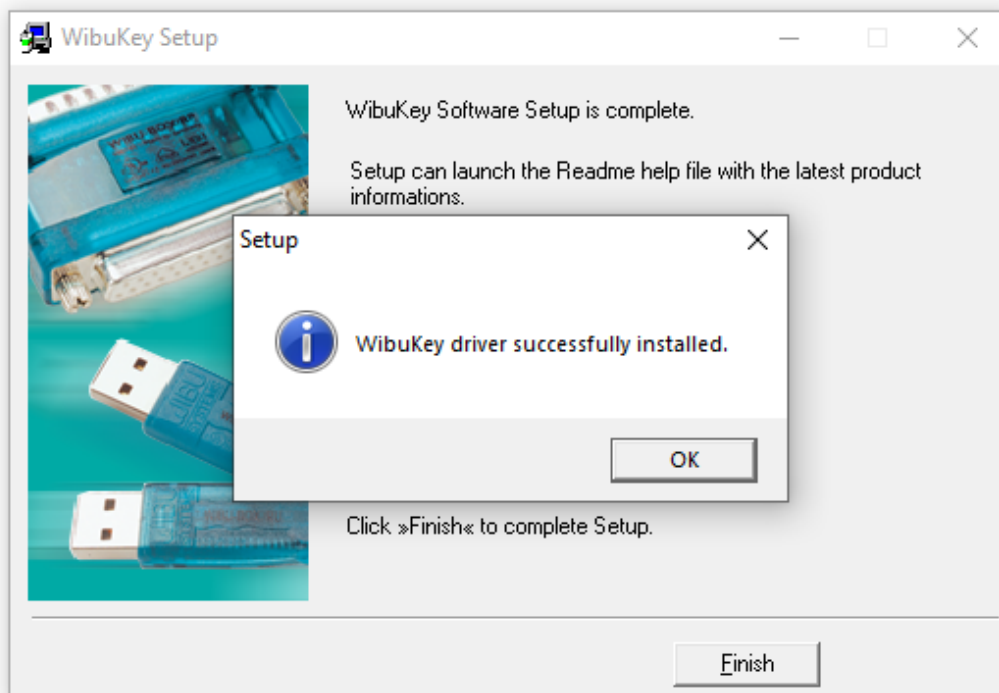 WibuKey Setup
WibuKey Software Setup is complete.
Setup can launch the Readme help file with the latest product
informations.
Setup
WibuKey driver successfully installed.
OK
Click »Finish« to complete Setup.
Finish